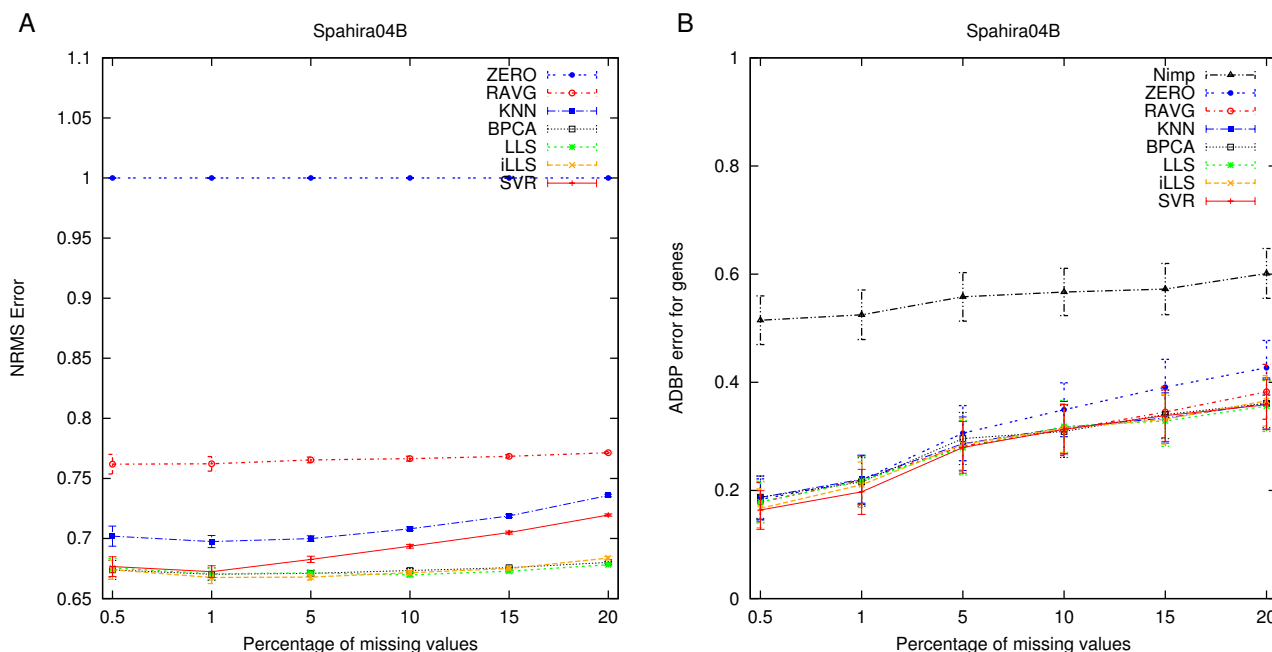 A
Spahira04B
1.1
1.05
1
0.95
0.9
0.85
0.8
0.75
0.7
0.65
NRMS Error
ZERO
RAVG
KNN
BPCA
LLS
iLLS
SVR
0.5 1 5 10 15 20
Percentage of missing values
B
Spahira04B
1
0.8
0.6
0.4
0.2
0
ADBP error for genes
Nimp
ZERO
RAVG
KNN
BPCA
LLS
iLLS
SVR
0.5 1 5 10 15 20
Percentage of missing values